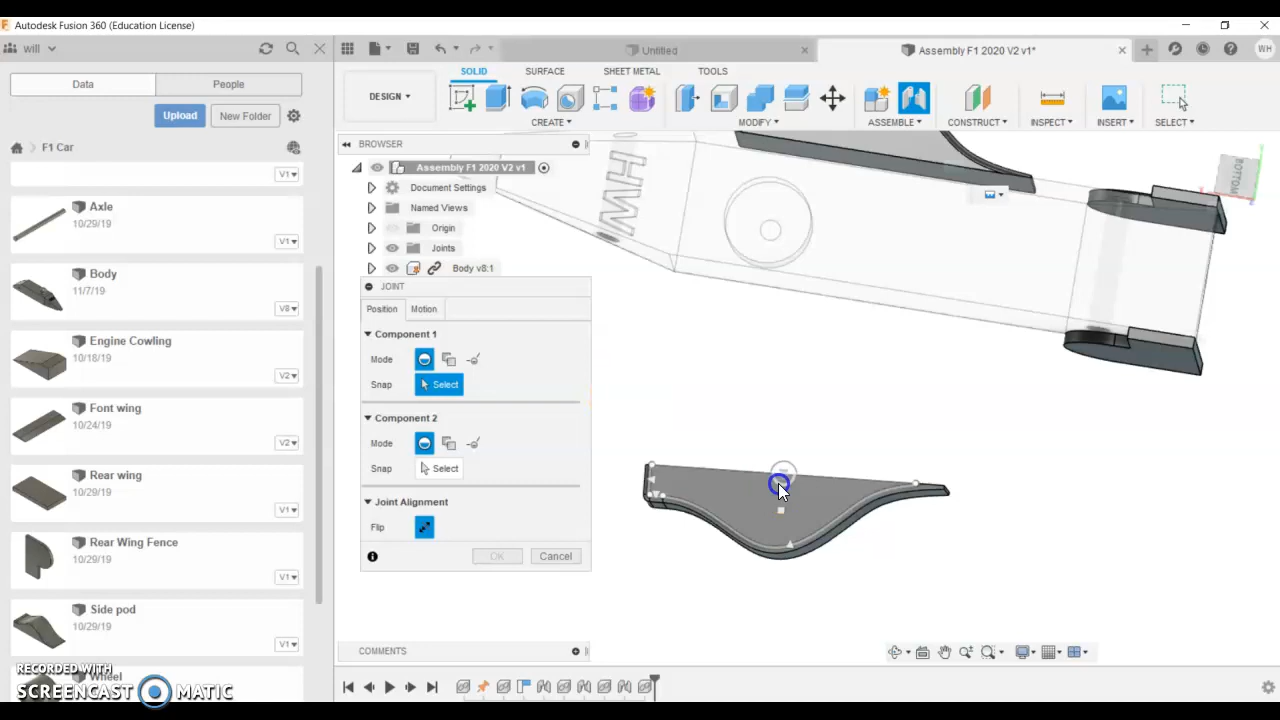 Autodesk Fusion 360 (Education License)
will
Untitled
Assembly F1 2020 V2 v1*
WH
Data
People
SOLID
SURFACE
SHEET METAL
TOOLS
Upload
New Folder
DESIGN
CREATE
MODIFY
ASSEMBLE
CONSTRUCT
INSPECT
INSERT
SELECT
F1 Car
BROWSER
Assembly F1 2020 V2 v1
V1
Document Settings
Axle
10/29/19
V1
Named Views
Origin
Joints
Body v8:1
HW
BOTTOM
Body
11/7/19
V8
JOINT
Position
Motion
Engine Cowling
10/18/19
V2
Component 1
Mode
Snap
Select
Font wing
10/24/19
V2
Component 2
Mode
Snap
Select
Rear wing
10/29/19
V1
Joint Alignment
Flip
Rear Wing Fence
10/29/19
V1
OK
Cancel
Side pod
10/29/19
V1
COMMENTS
Wheel
RECORDED WITH
SCREENCAST MATIC